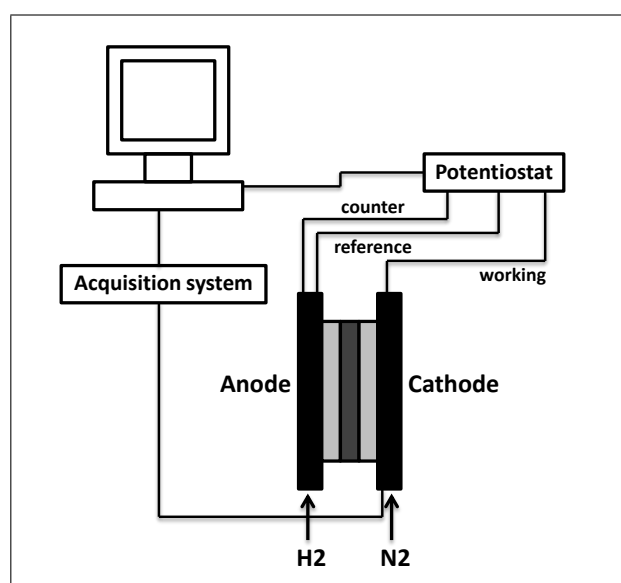 Potentiostat
counter
reference
working
Acquisition system
Anode
Cathode
H2
N2